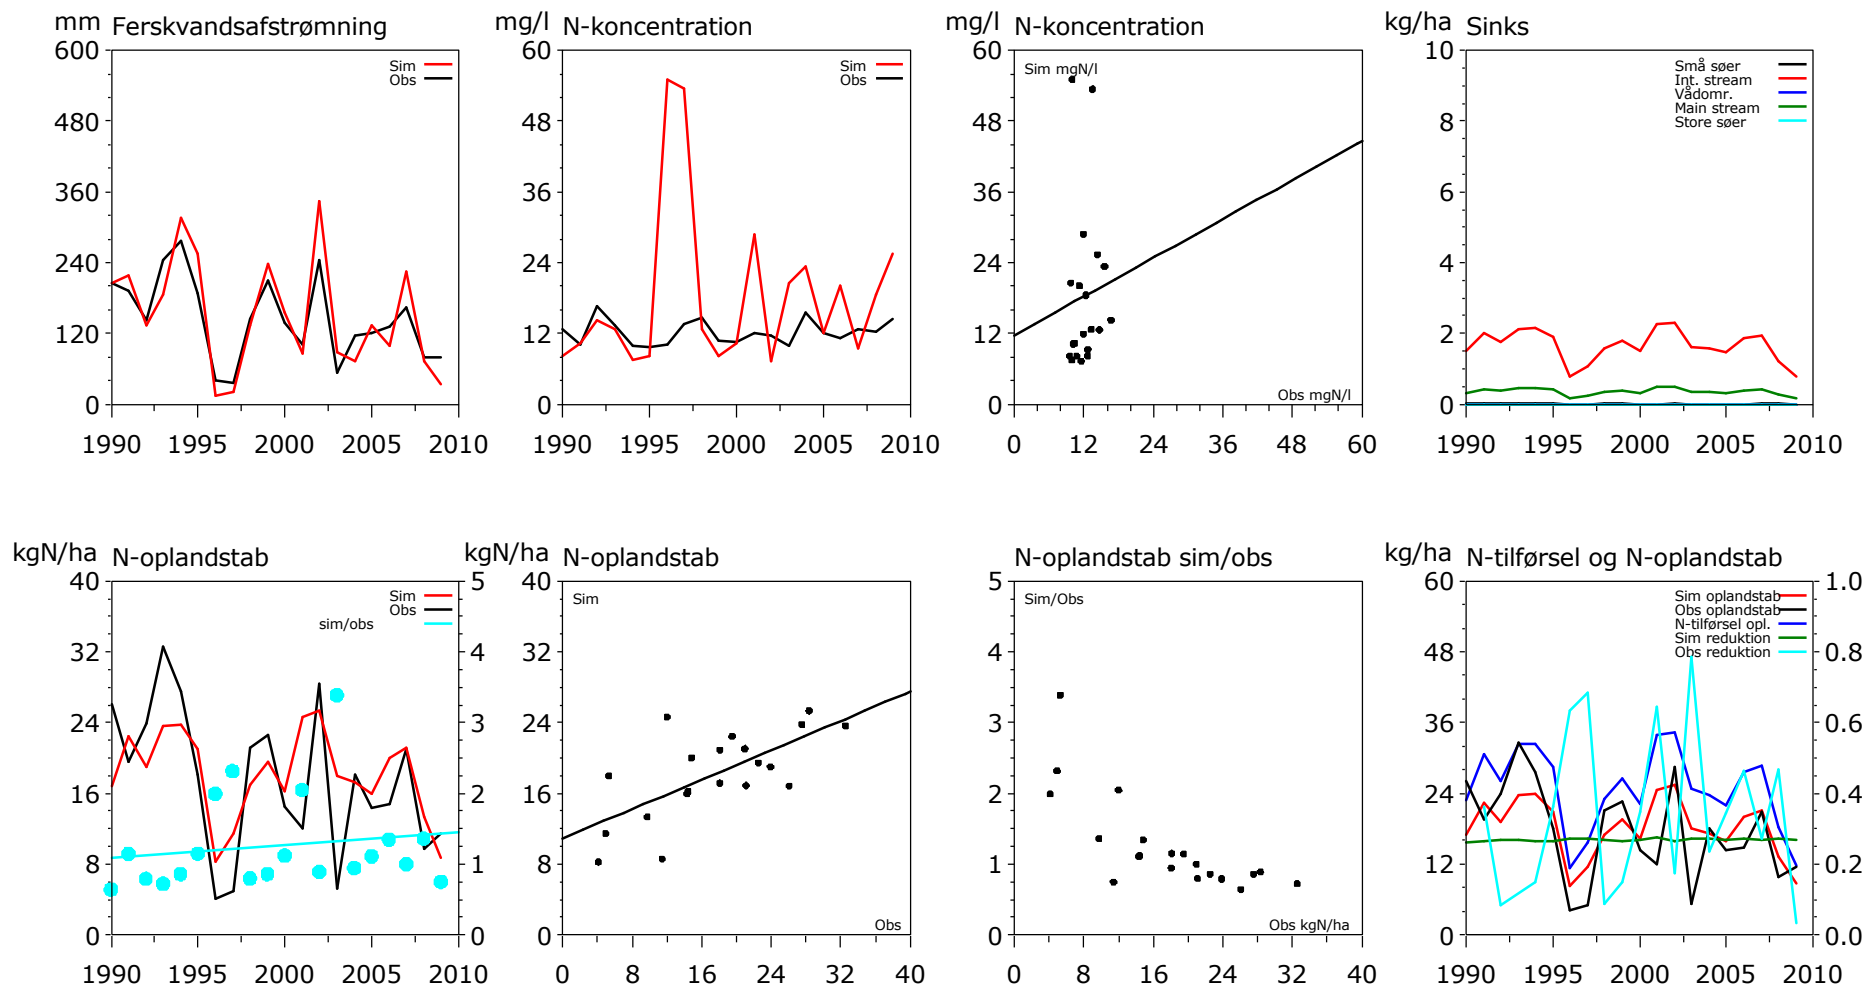 mm Ferskvandsafstrømning
600
480
360
240
120
0
1990 1995 2000 2005 2010
Sim
Obs
mg/l N-koncentration
60
48
36
24
12
0
1990 1995 2000 2005 2010
Sim
Obs
mg/l N-koncentration
60
48
36
24
12
0
0 12 24 36 48 60
Sim mgN/l
Obs mgN/l
kg/ha Sinks
10
8
6
4
2
0
1990 1995 2000 2005 2010
Små søer
Int. stream
Vådomr.
Main stream
Store søer
kgN/ha N-oplandstab
40 5
32 4
24 3
16 2
8 1
0 0
1990 1995 2000 2005 2010
Sim
Obs
sim/obs
kgN/ha N-oplandstab
40
32
24
16
8
0
0 8 16 24 32 40
Sim
Obs
N-oplandstab sim/obs
5
4
3
2
1
0
0 8 16 24 32 40
Sim/Obs
Obs kgN/ha
kg/ha N-tilførsel og N-oplandstab
60 1.0
48 0.8
36 0.6
24 0.4
12 0.2
0 0.0
1990 1995 2000 2005 2010
Sim oplandstab
Obs oplandstab
N-tilførsel opl.
Sim reduktion
Obs reduktion